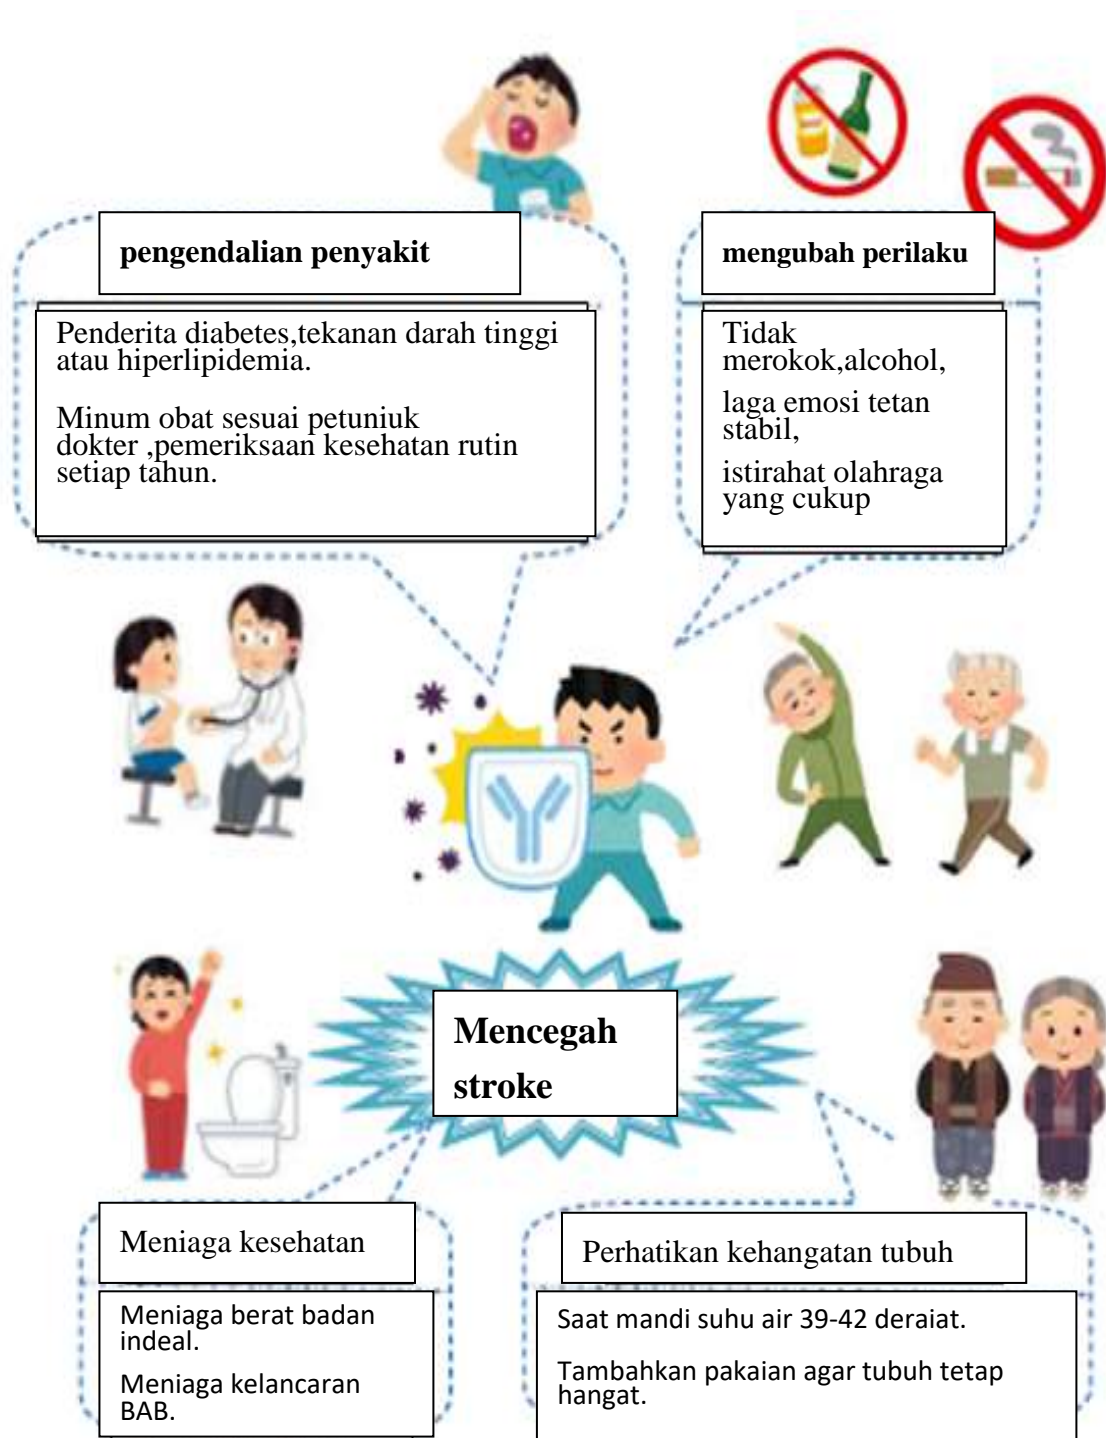 pengendalian penyakit
Penderita diabetes,tekanan darah tinggi
atau hiperlipidemia.
Minum obat sesuai petuniuk
dokter ,pemeriksaan kesehatan rutin
setiap tahun.
mengubah perilaku
Tidak
merokok,alcohol,
laga emosi tetan
stabil,
istirahat olahraga
yang cukup
Mencegah
stroke
Meniaga kesehatan
Meniaga berat badan
indeal.
Meniaga kelancaran
BAB.
Perhatikan kehangatan tubuh
Saat mandi suhu air 39-42 deraiat.
Tambahkan pakaian agar tubuh tetap
hangat.